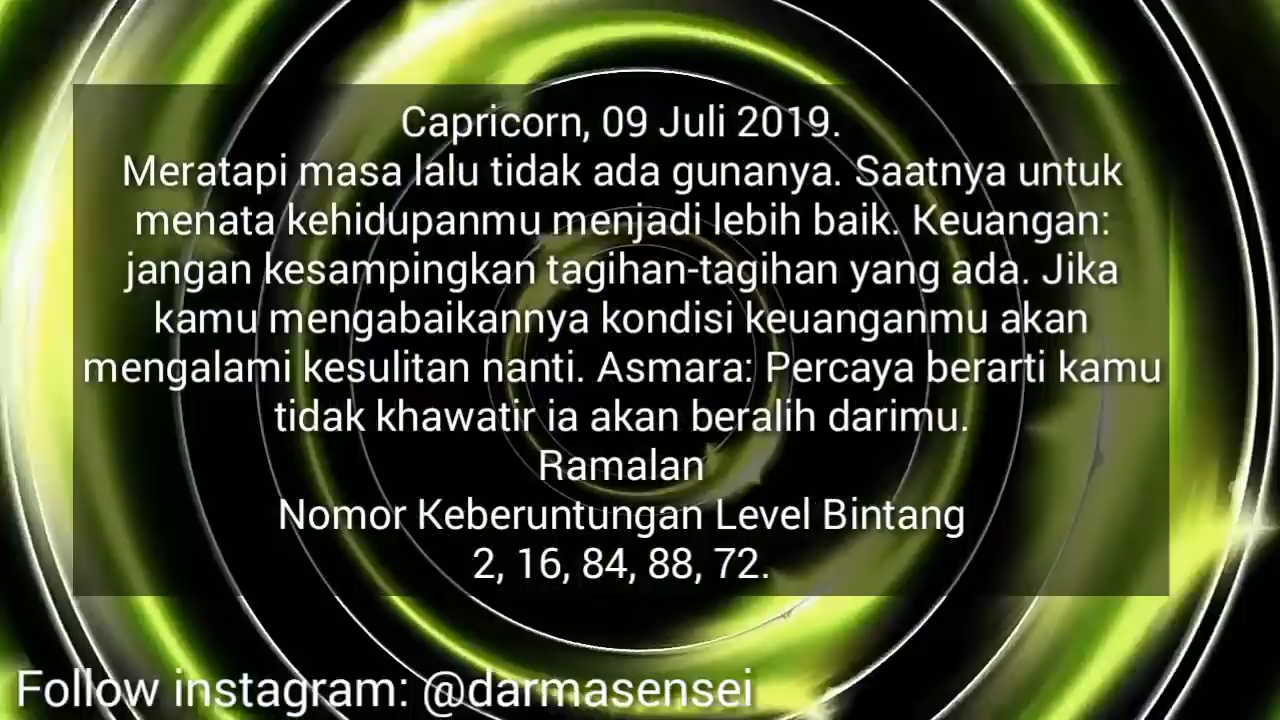 Capricorn, 09 Juli 2019.
Meratapi masa lalu tidak ada gunanya. Saatnya untuk
menata kehidupanmu menjadi lebih baik. Keuangan:
jangan kesampingkan tagihan-tagihan yang ada. Jika
kamu mengabaikannya kondisi keuanganmu akan
mengalami kesulitan nanti. Asmara: Percaya berarti kamu
tidak khawatir ia akan beralih darimu.
Ramalan
Nomor Keberuntungan Level Bintang
2, 16, 84, 88, 72.
Follow instagram: @darmasensei